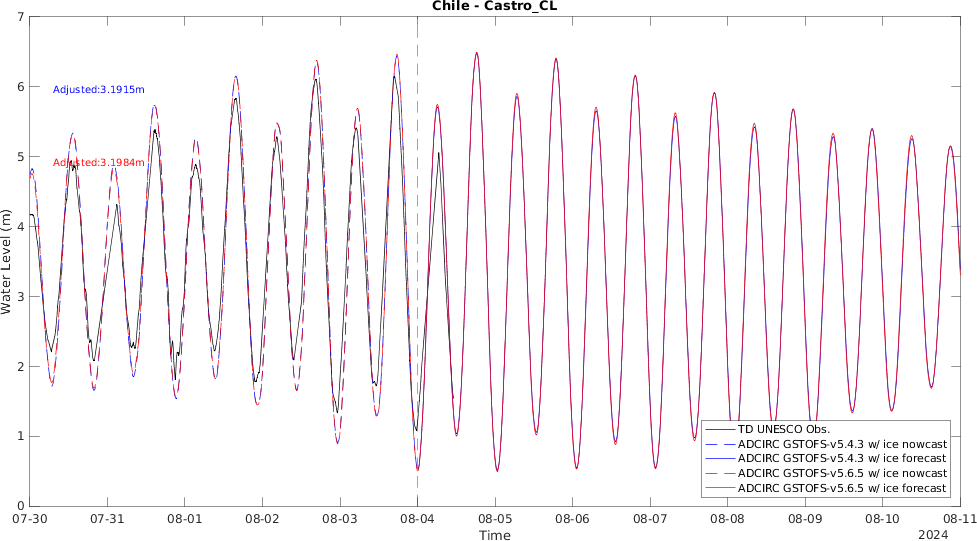 Chile - Castro_CL
7
6
5
4
3
2
1
0
Water Level (m)
Adjusted:3.1915m
Adjusted:3.1984m
TD UNESCO Obs.
ADCIRC GSTOFS-v5.4.3 w/ ice nowcast
ADCIRC GSTOFS-v5.4.3 w/ ice forecast
ADCIRC GSTOFS-v5.6.5 w/ ice nowcast
ADCIRC GSTOFS-v5.6.5 w/ ice forecast
07-30 07-31 08-01 08-02 08-03 08-04 08-05 08-06 08-07 08-08 08-09 08-10 08-11
Time
2024